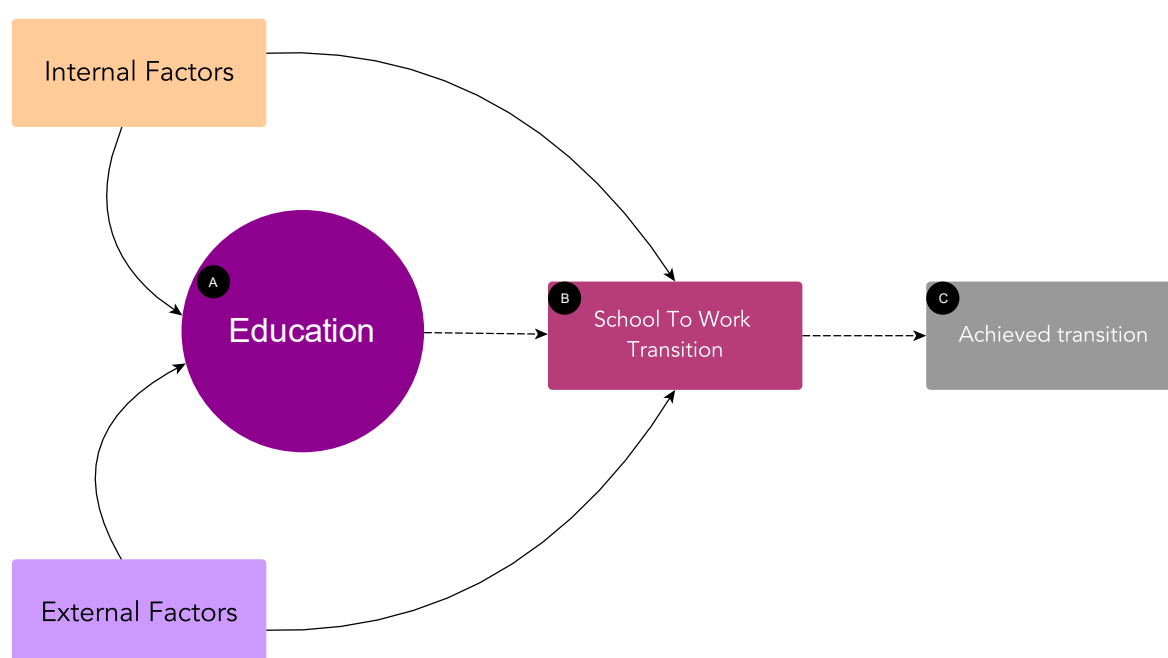 Internal Factors
A
Education
B
School To Work
Transition
C
Achieved transition
External Factors